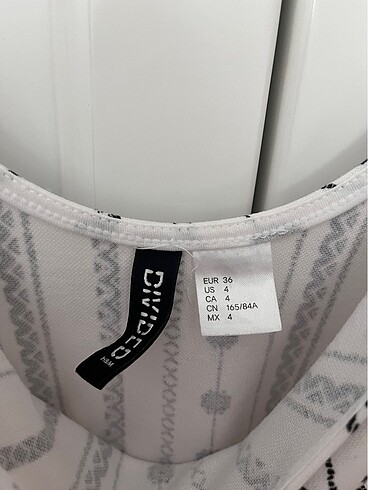 DIVIDED
H&M
EUR 36
US 4
CA 4
CN 165/84A
MX 4